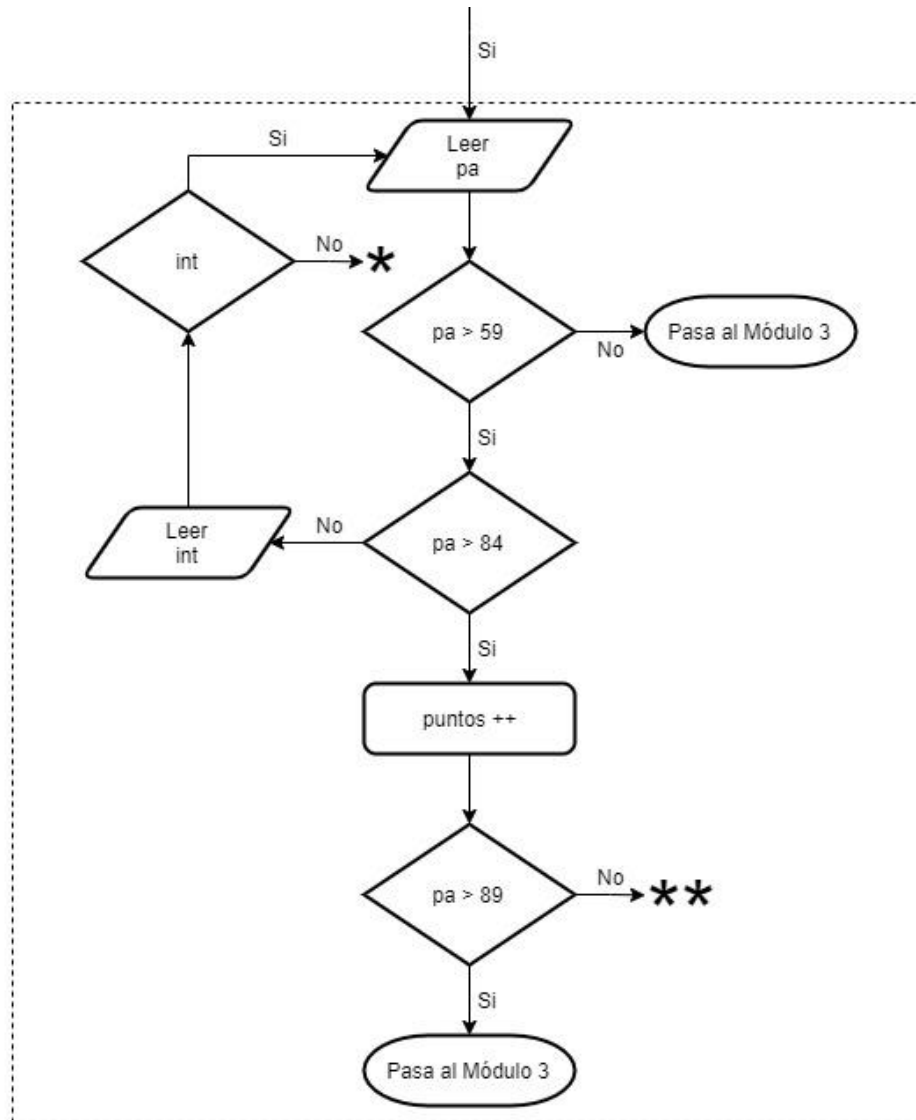 Si
Leer
pa
Si
int
No
*
pa > 59
No
Pasa al Módulo 3
Si
pa > 84
No
Leer
int
Si
puntos ++
pa > 89
No
**
Si
Pasa al Módulo 3